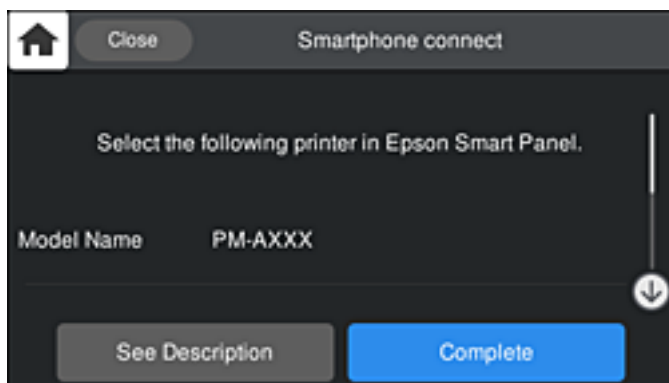 Close
Smartphone connect
Select the following printer in Epson Smart Panel.
Model Name PM-AXXX
See Description
Complete